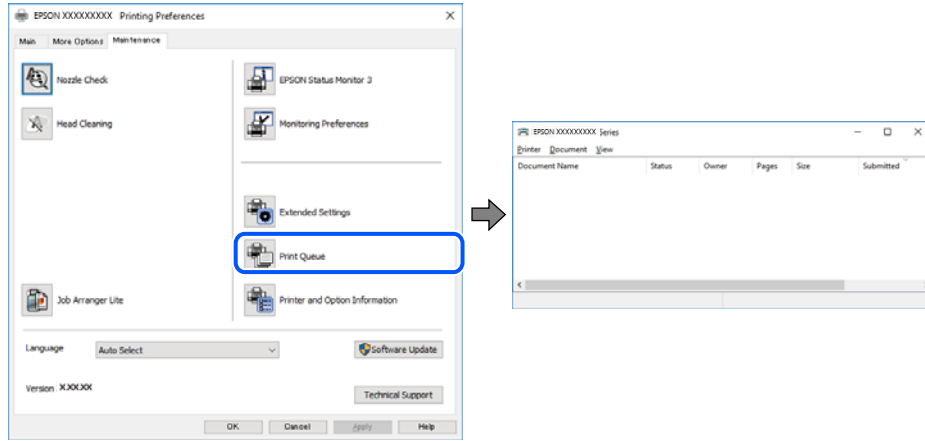 EPSON XXXXXXXXX Printing Preferences
Main More Options Maintenance
Nozzle Check
EPSON Status Monitor 3
Head Cleaning
Monitoring Preferences
Extended Settings
Print Queue
Job Arranger Lite
Printer and Option Information
Language Auto Select
Software Update
Version: X.XX.XX
Technical Support
OK Cancel Apply Help
EPSON XXXXXXXXX Series
Printer Document View
Document Name Status Owner Pages Size Submitted